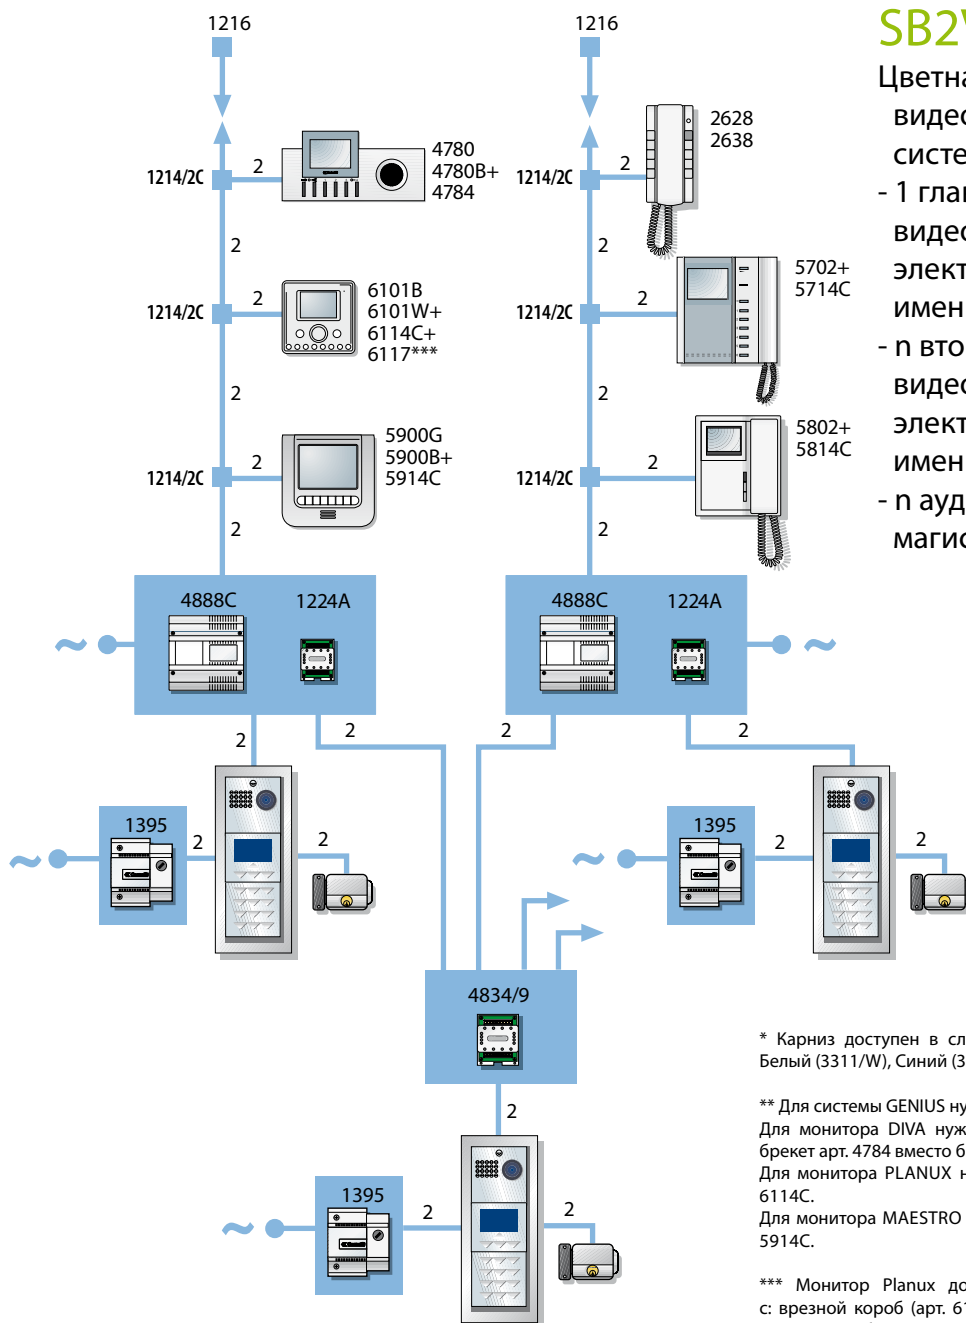 1216
1216
SB2
Цветна
видес
систе
- 1 глав
видес
элект
имен
- n вто
видес
элект
имен
- n ауд
магис
2
4780
4780B+
4784
1214/2C
2
2628
2638
1214/2C
2
2
2
6101B
6101W+
6114C+
6117***
1214/2C
2
5702+
5714C
1214/2C
2
2
2
5900G
5900B+
5914C
1214/2C
2
5802+
5814C
1214/2C
2
2
4888C
1224A
4888C
1224A
2
2
2
2
1395
2
2
1395
2
2
4834/9
2
1395
2
2
* Карниз доступен в сл
Белый (3311/W), Синий (3
** Для системы GENIUS ну
Для монитора DIVA нуж
брекет арт. 4784 вместо б
Для монитора PLANUX н
6114C.
Для монитора MAESTRO
5914C.
*** Монитор Planux до
с: врезной короб (арт. 61